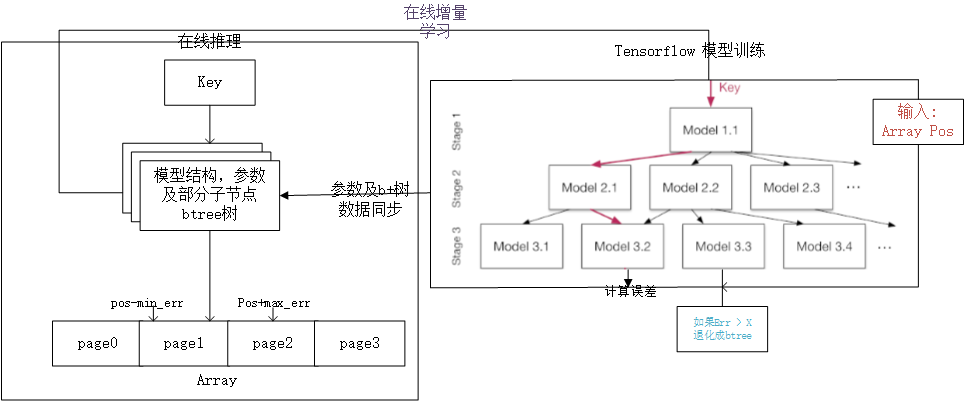 在线增量
学习
在线推理
Key
模型结构，参数
及部分子节点
btree树
参数及b+树
数据同步
pos-min_err
Pos+max_err
page0
page1
page2
page3
Array
Tensorflow 模型训练
Key
输入:
Array Pos
Stage 1
Model 1.1
Stage 2
Model 2.1
Model 2.2
Model 2.3
...
Stage 3
Model 3.1
Model 3.2
Model 3.3
Model 3.4
...
计算误差
如果Err > X
退化成btree